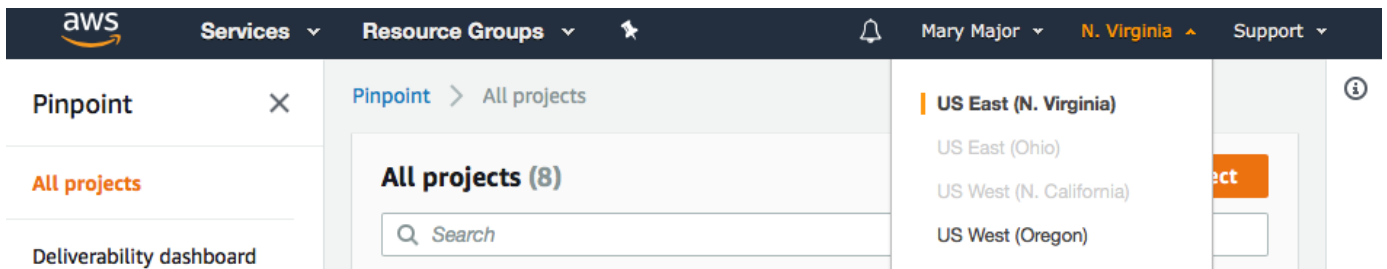 aws Services Resource Groups Mary Major N. Virginia Support
Pinpoint
Pinpoint > All projects
US East (N. Virginia)
US East (Ohio)
US West (N. California)
US West (Oregon)
All projects
All projects (8)
ect
Search
Deliverability dashboard